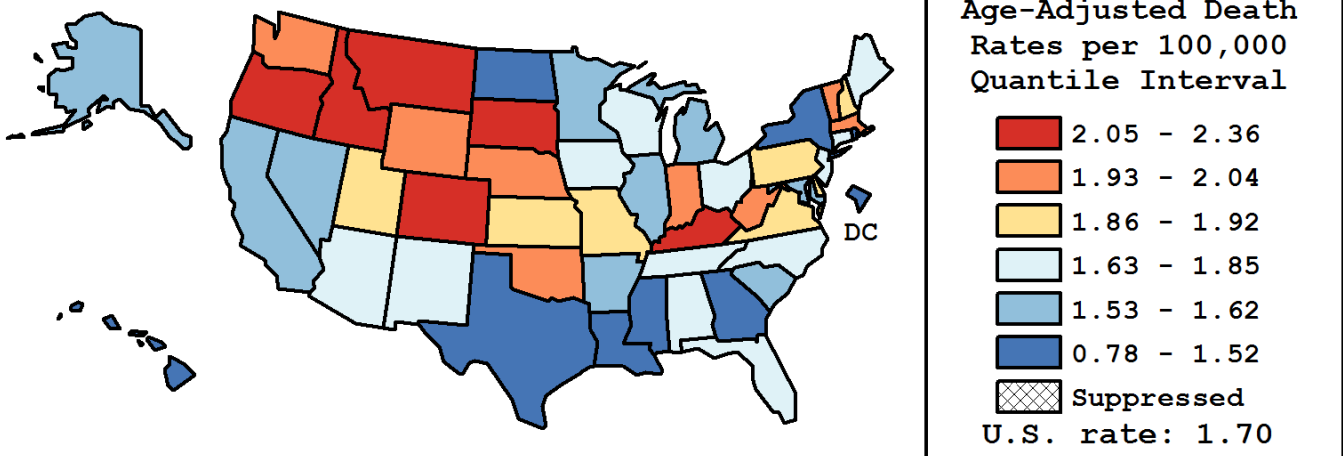 Age-Adjusted Death
Rates per 100,000
Quantile Interval
2.05 - 2.36
1.93 - 2.04
1.86 - 1.92
1.63 - 1.85
1.53 - 1.62
0.78 - 1.52
Suppressed
U.S. rate: 1.70
DC